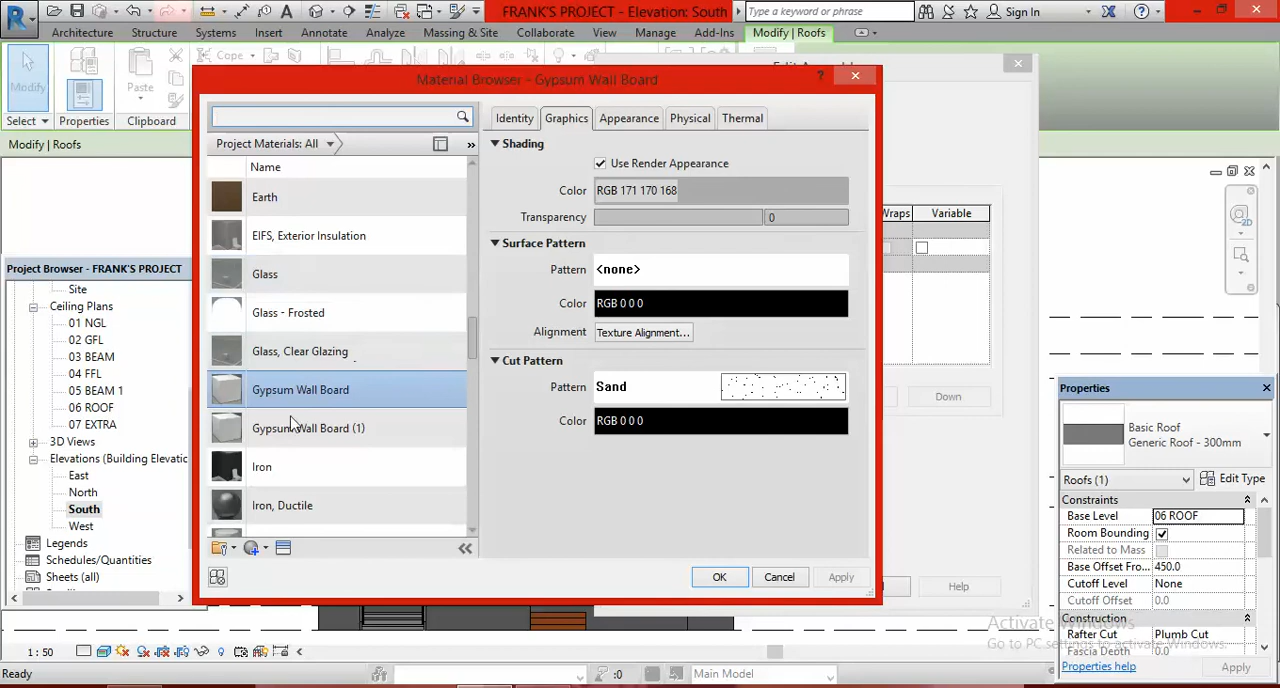 FRANK'S PROJECT - Elevation: South
Type a keyword or phrase
Sign In
Architecture
Structure
Systems
Insert
Annotate
Analyze
Massing & Site
Collaborate
View
Manage
Add-Ins
Modify | Roofs
Modify
Cope
Paste
Select
Properties
Clipboard
Modify | Roofs
Material Browser - Gypsum Wall Board
?
Identity
Graphics
Appearance
Physical
Thermal
Project Materials: All
Name
Earth
EIFS, Exterior Insulation
Glass
Glass - Frosted
Glass, Clear Glazing
Gypsum Wall Board
Gypsum Wall Board (1)
Iron
Iron, Ductile
Shading
Use Render Appearance
Color
RGB 171 170 168
Transparency
0
Surface Pattern
Pattern
<none>
Color
RGB 0 0 0
Alignment
Texture Alignment...
Cut Pattern
Pattern
Sand
Color
RGB 0 0 0
OK
Cancel
Apply
Wraps
Variable
Down
Help
Project Browser - FRANK'S PROJECT
Site
Ceiling Plans
01 NGL
02 GFL
03 BEAM
04 FFL
05 BEAM 1
06 ROOF
07 EXTRA
3D Views
Elevations (Building Elevatio
East
North
South
West
Legends
Schedules/Quantities
Sheets (all)
Properties
Basic Roof
Generic Roof - 300mm
Roofs (1)
Edit Type
Constraints
Base Level
06 ROOF
Room Bounding
Related to Mass
Base Offset Fro...
450.0
Cutoff Level
None
Cutoff Offset
0.0
Construction
Rafter Cut
Plumb Cut
Fascia Depth
0.0
Properties help
Apply
Activate Windows
Go to PC settings to activate Windows.
1 : 50
Ready
:0
Main Model